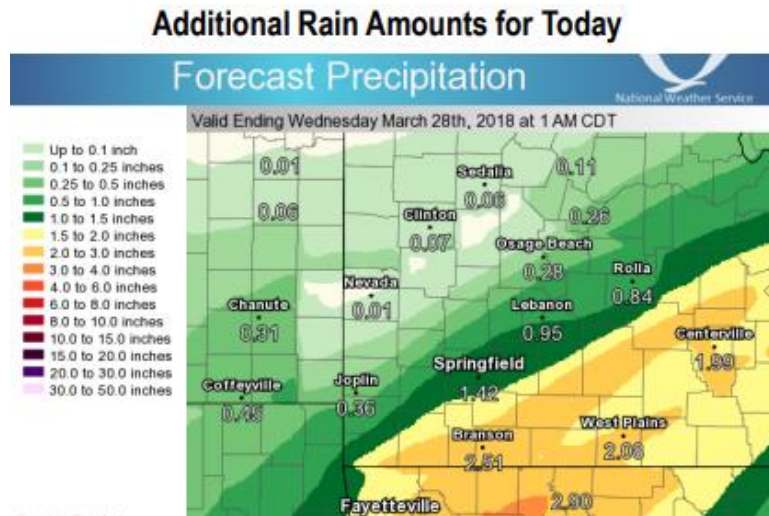 Additional Rain Amounts for Today
Forecast Precipitation
National Weather Service
Valid Ending Wednesday March 28th, 2018 at 1 AM CDT
Up to 0.1 inch
0.1 to 0.25 inches
0.25 to 0.5 inches
0.5 to 1.0 inches
1.0 to 1.5 inches
1.5 to 2.0 inches
2.0 to 3.0 inches
3.0 to 4.0 inches
4.0 to 6.0 inches
6.0 to 8.0 inches
8.0 to 10.0 inches
10.0 to 15.0 inches
15.0 to 20.0 inches
20.0 to 30.0 inches
30.0 to 50.0 inches
0.01
Sedalia
0.06
0.11
0.06
Clinton
0.07
0.26
Osage Beach
0.28
Rolla
0.84
Nevada
0.01
Chanute
0.31
Lebanon
0.95
Centerville
1.99
Springfield
1.42
Coffeyville
0.45
Joplin
0.36
Branson
2.51
West Plains
2.08
Fayetteville
2.90